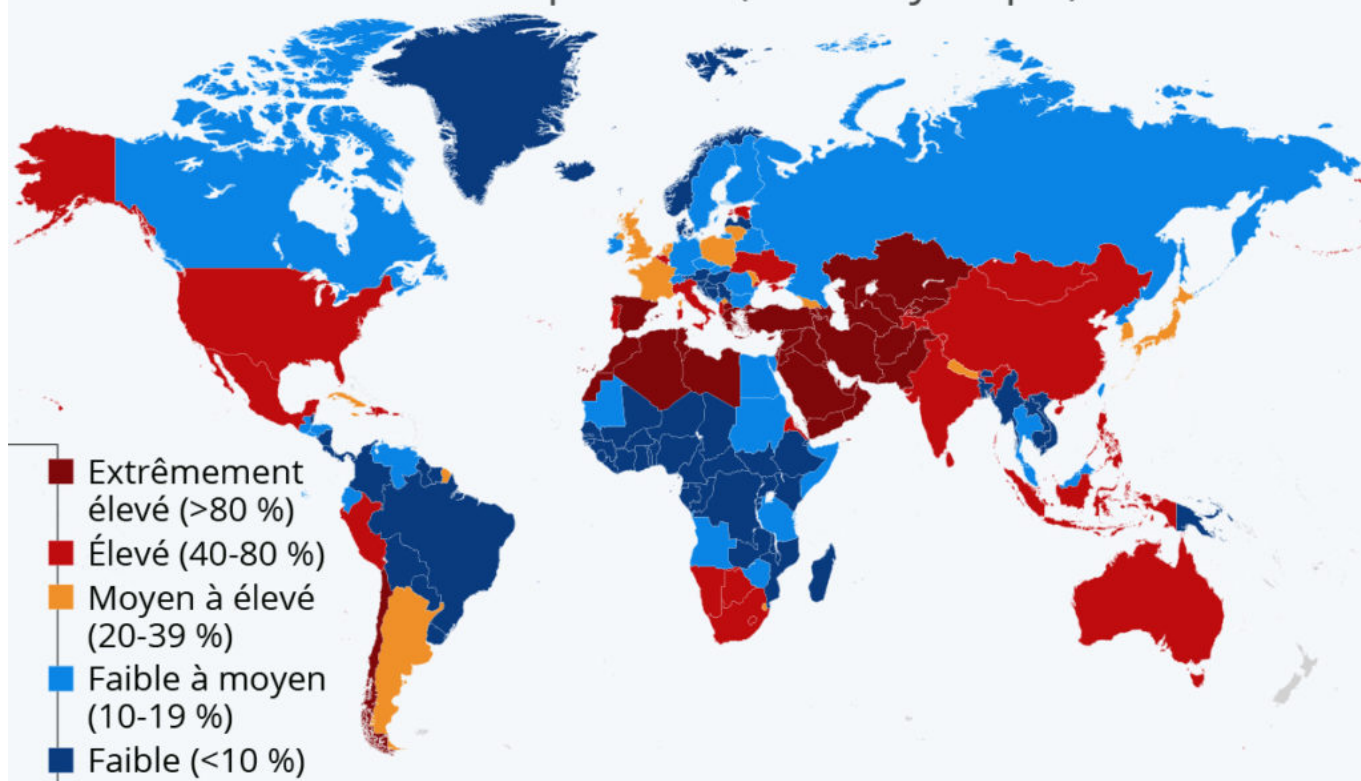 Extrêmement
élevé (>80 %)
Élevé (40-80 %)
Moyen à élevé
(20-39 %)
Faible à moyen
(10-19 %)
Faible (<10 %)